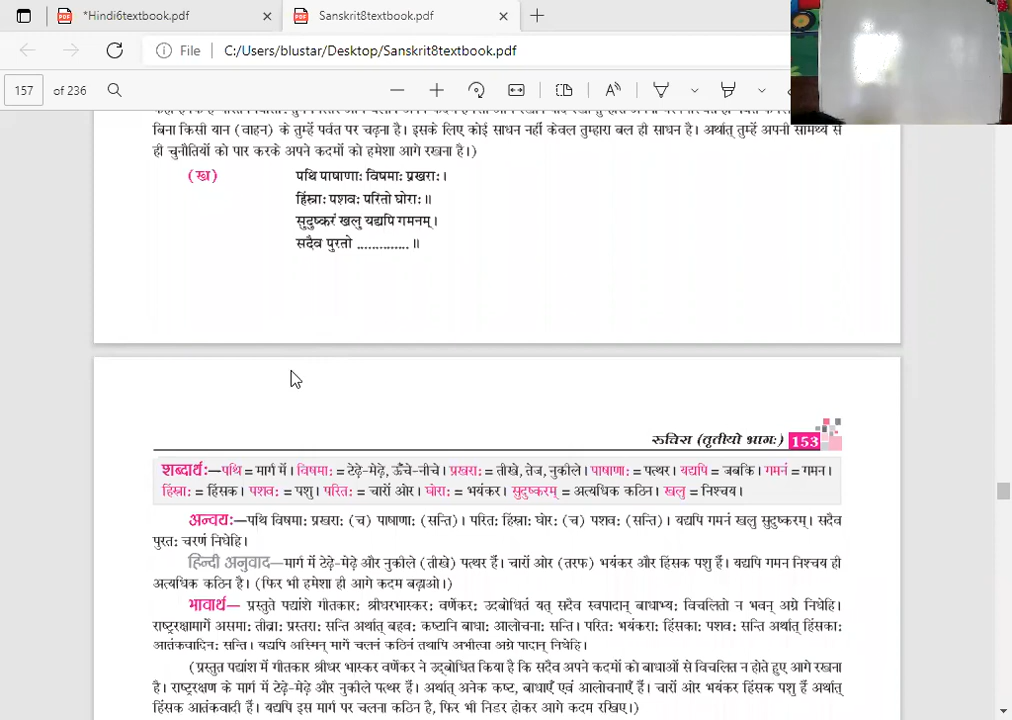 *Hindi6textbook.pdf
Sanskrit8textbook.pdf
File
C:/Users/blustar/Desktop/Sanskrit8textbook.pdf
157 of 236
बिना किसी यान (वाहन) के तुम्हें पर्वत पर चढ़ना है। इसके लिए कोई साधन नहीं केवल तुम्हारा बल ही साधन है। अर्थात् तुम्हें अपनी सामर्थ्य से
ही चुनौतियों को पार करके अपने कदमों को हमेशा आगे रखना है।)
(ख) पथि पाषाणाः विषमाः प्रखराः।
हिंस्राः पशवः परितो घोराः॥
सुदुष्करं खलु यद्यपि गमनम्।
सदैव पुरतो ..............॥
रुचिरा (तृतीयो भागः) 153
शब्दार्थः—पथि = मार्ग में। विषमाः = टेढ़े-मेढ़े, ऊँचे-नीचे। प्रखराः = तीखे, तेज, नुकीले। पाषाणाः = पत्थर। यद्यपि = जबकि। गमनं = गमन।
हिंस्राः = हिंसक। पशवः = पशु। परितः = चारों ओर। घोराः = भयंकर। सुदुष्करम् = अत्यधिक कठिन। खलु = निश्चय।
अन्वयः—पथि विषमाः प्रखराः (च) पाषाणाः (सन्ति)। परितः हिंस्राः घोरः (च) पशवः (सन्ति)। यद्यपि गमनं खलु सुदुष्करम्। सदैव
पुरतः चरणं निधेहि।
हिन्दी अनुवाद—मार्ग में टेढ़े-मेढ़े और नुकीले (तीखे) पत्थर हैं। चारों ओर (तरफ) भयंकर और हिंसक पशु हैं। यद्यपि गमन निश्चय ही
अत्यधिक कठिन है। (फिर भी हमेशा ही आगे कदम बढ़ाओ।)
भावार्थ— प्रस्तुते पद्यांशे गीतकारः श्रीधरभास्करः वर्णेकरः उद्बोधितं यत् सदैव स्वपादान् बाधाभ्यः विचलितो न भवन् अग्रे निधेहि।
राष्ट्ररक्षामार्गे असमाः तीव्राः प्रस्तराः सन्ति अर्थात् बहवः कष्टानि बाधाः आलोचनाः सन्ति। परितः भयंकराः हिंसकाः पशवः सन्ति अर्थात् हिंसकाः
आतंकवादिनः सन्ति। यद्यपि अस्मिन् मार्गे चलनं कठिनं तथापि अभीत्वा अग्रे पादान् निधेहि।
(प्रस्तुत पद्यांश में गीतकार श्रीधर भास्कर वर्णेकर ने उद्बोधित किया है कि सदैव अपने कदमों को बाधाओं से विचलित न होते हुए आगे रखना
है। राष्ट्ररक्षण के मार्ग में टेढ़े-मेढ़े और नुकीले पत्थर हैं। अर्थात् अनेक कष्ट, बाधाएँ एवं आलोचनाएँ हैं। चारों ओर भयंकर हिंसक पशु हैं अर्थात्
हिंसक आतंकवादी हैं। यद्यपि इस मार्ग पर चलना कठिन है, फिर भी निडर होकर आगे कदम रखिए।)